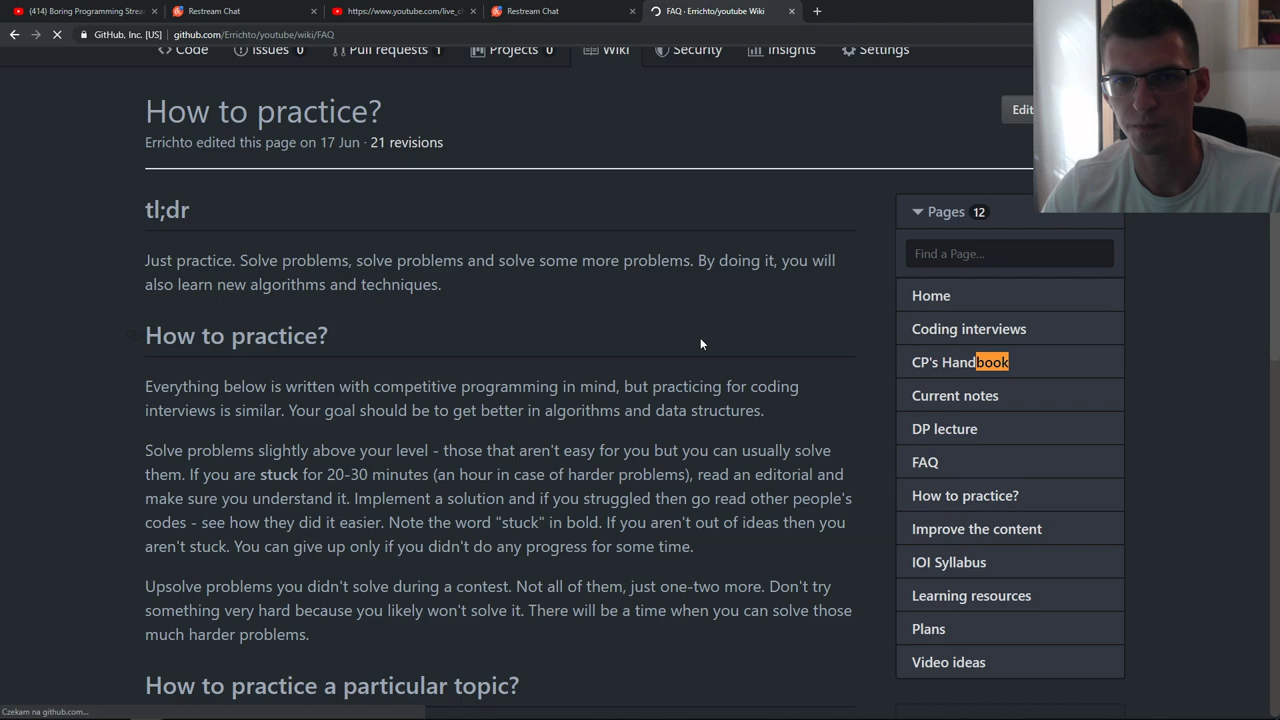 (414) Boring Programming Strea
Restream Chat
https://www.youtube.com/live_c
Restream Chat
FAQ · Errichto/youtube Wiki
GitHub, Inc. [US]
github.com/Errichto/youtube/wiki/FAQ
Code
Issues 0
Pull requests 1
Projects 0
Wiki
Security
Insights
Settings
How to practice?
Edit
Errichto edited this page on 17 Jun · 21 revisions
tl;dr
Just practice. Solve problems, solve problems and solve some more problems. By doing it, you will
also learn new algorithms and techniques.
How to practice?
Everything below is written with competitive programming in mind, but practicing for coding
interviews is similar. Your goal should be to get better in algorithms and data structures.
Solve problems slightly above your level - those that aren't easy for you but you can usually solve
them. If you are stuck for 20-30 minutes (an hour in case of harder problems), read an editorial and
make sure you understand it. Implement a solution and if you struggled then go read other people's
codes - see how they did it easier. Note the word "stuck" in bold. If you aren't out of ideas then you
aren't stuck. You can give up only if you didn't do any progress for some time.
Upsolve problems you didn't solve during a contest. Not all of them, just one-two more. Don't try
something very hard because you likely won't solve it. There will be a time when you can solve those
much harder problems.
How to practice a particular topic?
Pages 12
Find a Page...
Home
Coding interviews
CP's Handbook
Current notes
DP lecture
FAQ
How to practice?
Improve the content
IOI Syllabus
Learning resources
Plans
Video ideas
Czekam na github.com...